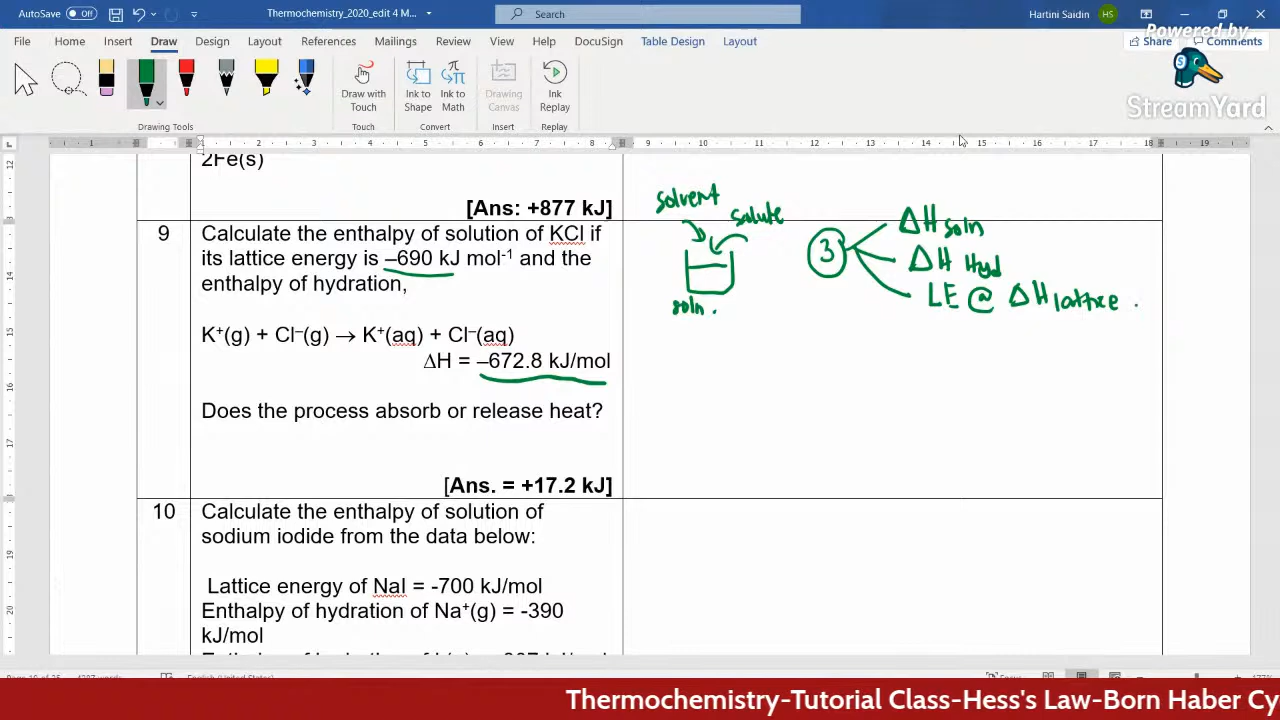 AutoSave Off
Thermochemistry_2020_edit 4 M...
Search
Hartini Saidin HS
File Home Insert Draw Design Layout References Mailings Review View Help DocuSign Table Design Layout
Share Comments
Powered by
StreamYard
Draw with Touch
Ink to Shape
Ink to Math
Drawing Canvas
Ink Replay
Drawing Tools
Touch
Convert
Insert
Replay
2Fe(s)
[Ans: +877 kJ]
9
Calculate the enthalpy of solution of KCl if
its lattice energy is –690 kJ mol-1 and the
enthalpy of hydration,
K+(g) + Cl–(g) → K+(aq) + Cl–(aq)
ΔH = –672.8 kJ/mol
Does the process absorb or release heat?
[Ans. = +17.2 kJ]
solvent
solute
soln.
3
ΔH soln
ΔH Hyd
LE @ ΔH lattice.
10
Calculate the enthalpy of solution of
sodium iodide from the data below:
Lattice energy of NaI = -700 kJ/mol
Enthalpy of hydration of Na+(g) = -390
kJ/mol
Thermochemistry-Tutorial Class-Hess's Law-Born Haber Cy